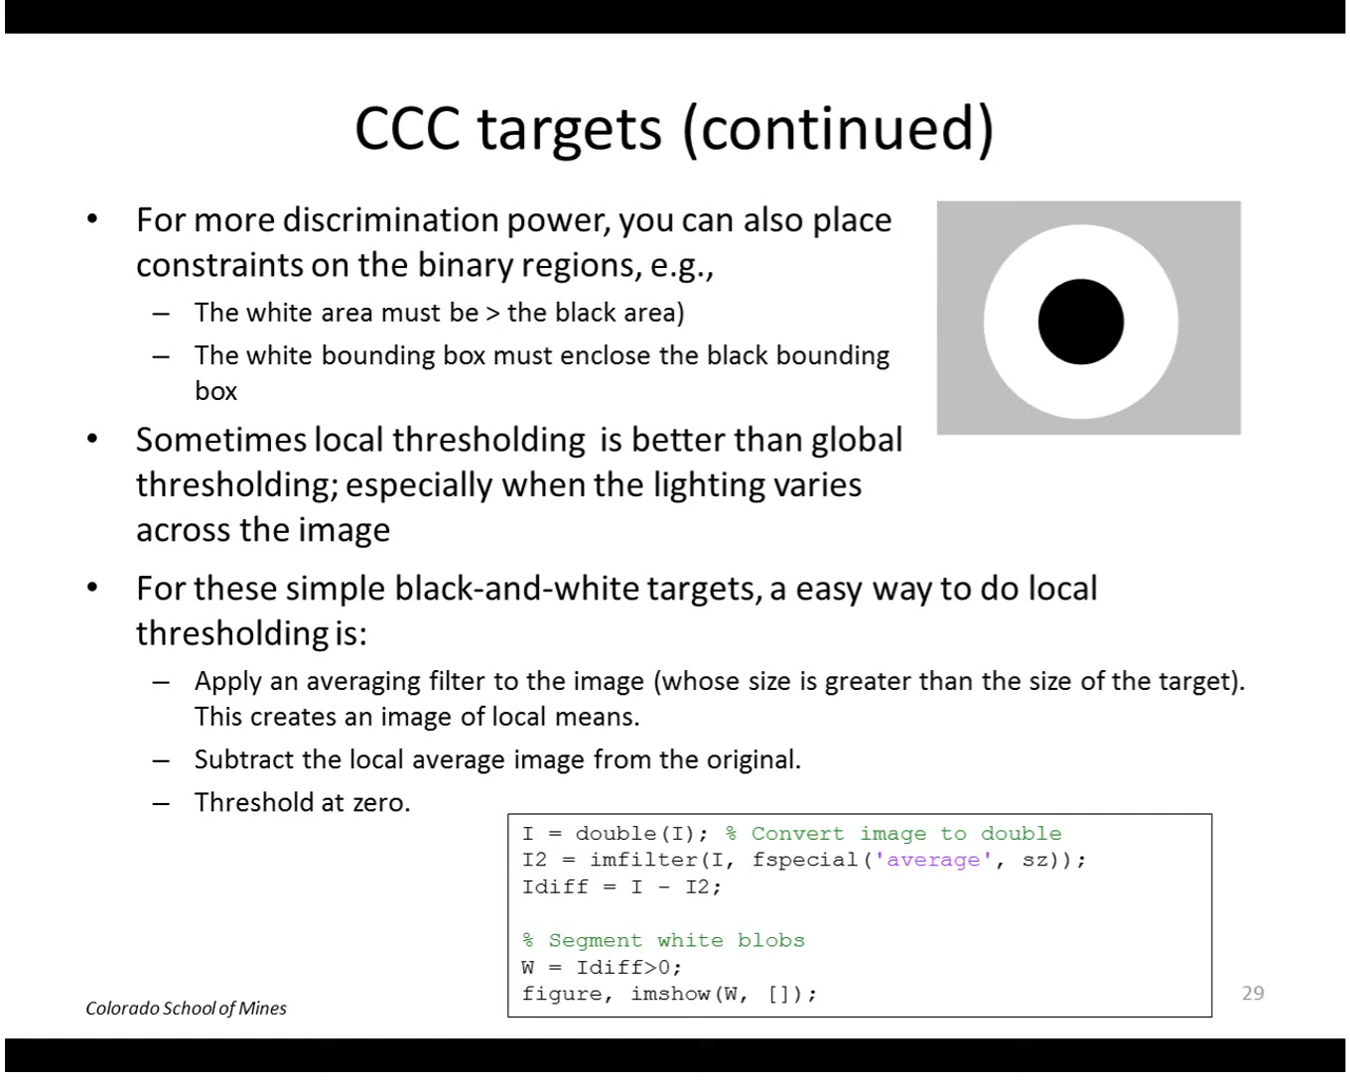 CCC targets (continued)
• For more discrimination power, you can also place
constraints on the binary regions, e.g.,
– The white area must be > the black area)
– The white bounding box must enclose the black bounding
box
• Sometimes local thresholding is better than global
thresholding; especially when the lighting varies
across the image
• For these simple black-and-white targets, a easy way to do local
thresholding is:
– Apply an averaging filter to the image (whose size is greater than the size of the target).
This creates an image of local means.
– Subtract the local average image from the original.
– Threshold at zero.
I = double(I); % Convert image to double
I2 = imfilter(I, fspecial('average', sz));
Idiff = I - I2;
% Segment white blobs
W = Idiff>0;
figure, imshow(W, []);
Colorado School of Mines
29